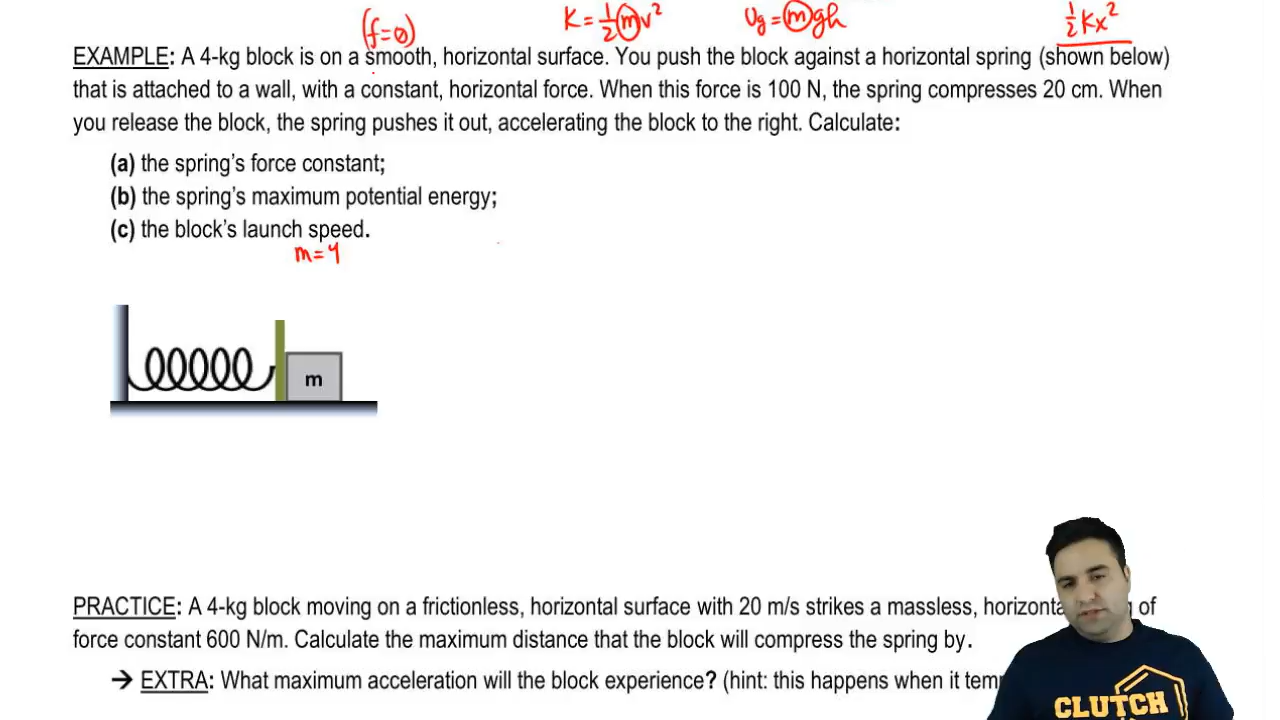 (f=0) K = ½mv² Ug = mgh ½Kx²
EXAMPLE: A 4-kg block is on a smooth, horizontal surface. You push the block against a horizontal spring (shown below)
that is attached to a wall, with a constant, horizontal force. When this force is 100 N, the spring compresses 20 cm. When
you release the block, the spring pushes it out, accelerating the block to the right. Calculate:
(a) the spring's force constant;
(b) the spring's maximum potential energy;
(c) the block's launch speed.
m=4
m
PRACTICE: A 4-kg block moving on a frictionless, horizontal surface with 20 m/s strikes a massless, of
force constant 600 N/m. Calculate the maximum distance that the block will compress the spring by.
➔ EXTRA: What maximum acceleration will the block experience? (hint: this happens when it
CLUTCH